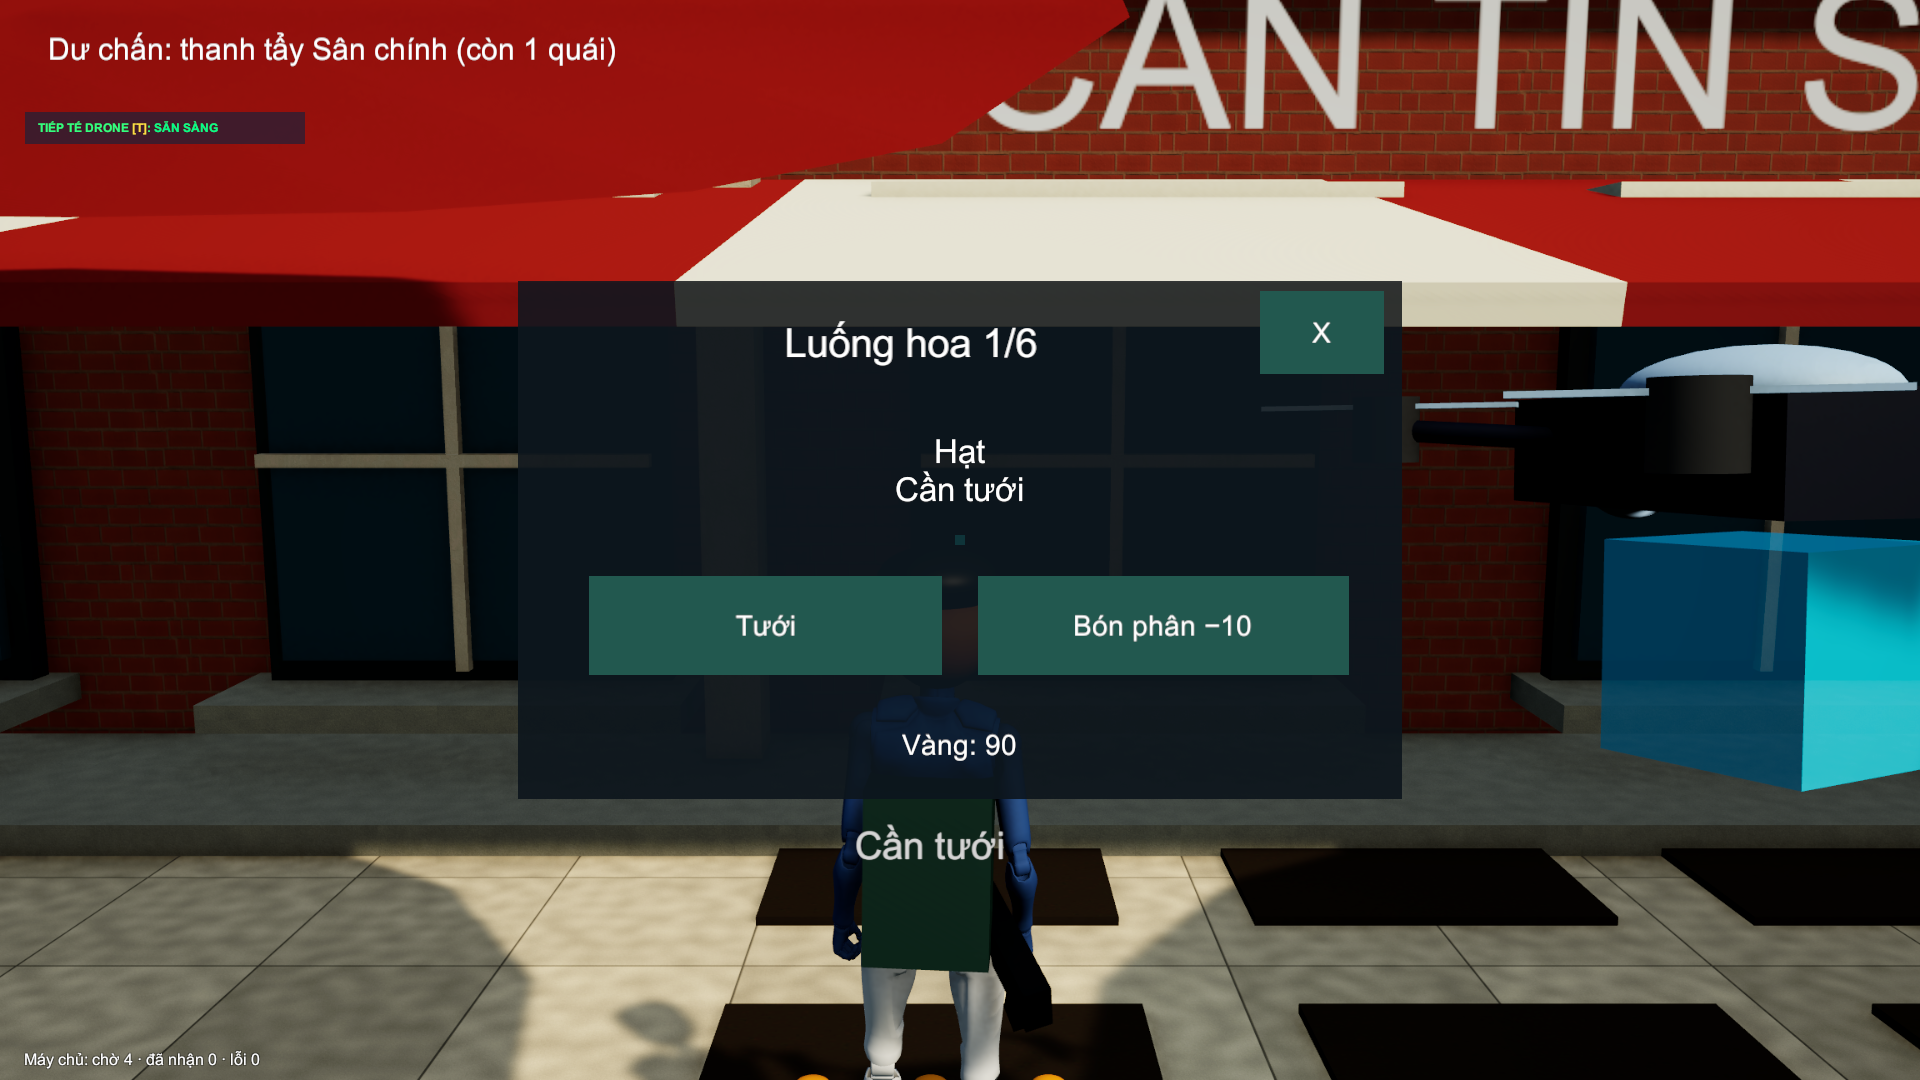 Dư chấn: thanh tẩy Sân chính (còn 1 quái)
CĂN TIN S
TIẾP TẾ DRONE [T]: SẴN SÀNG
Luống hoa 1/6
X
Hạt
Cần tưới
Tưới
Bón phân −10
Vàng: 90
Cần tưới
Máy chủ: chờ 4 · đã nhận 0 · lỗi 0